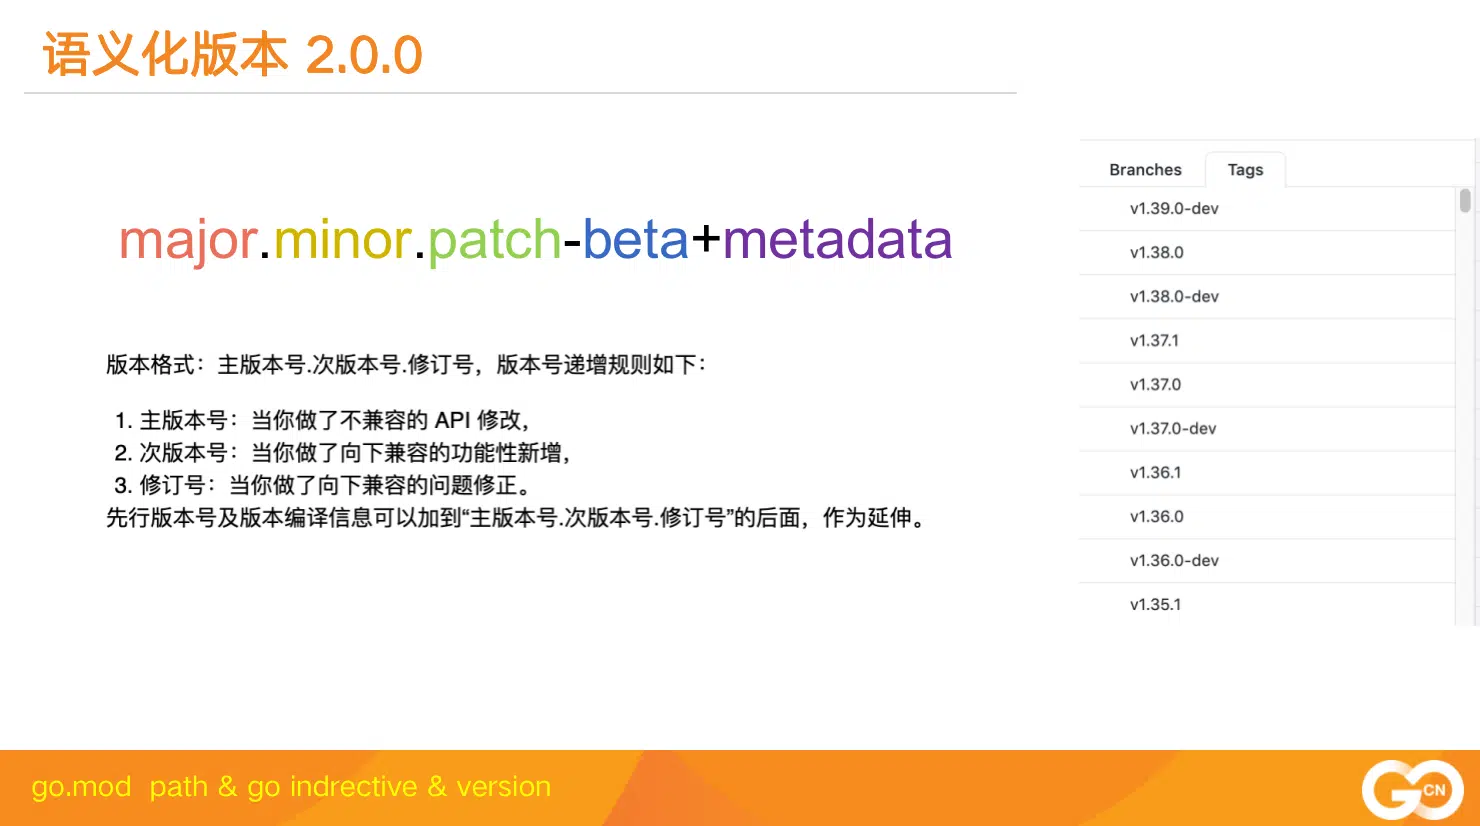 语义化版本 2.0.0
major.minor.patch-beta+metadata
版本格式：主版本号.次版本号.修订号，版本号递增规则如下：
1. 主版本号：当你做了不兼容的 API 修改，
2. 次版本号：当你做了向下兼容的功能性新增，
3. 修订号：当你做了向下兼容的问题修正。
先行版本号及版本编译信息可以加到“主版本号.次版本号.修订号”的后面，作为延伸。
Branches Tags
v1.39.0-dev
v1.38.0
v1.38.0-dev
v1.37.1
v1.37.0
v1.37.0-dev
v1.36.1
v1.36.0
v1.36.0-dev
v1.35.1
go.mod path & go indrective & version
GO CN